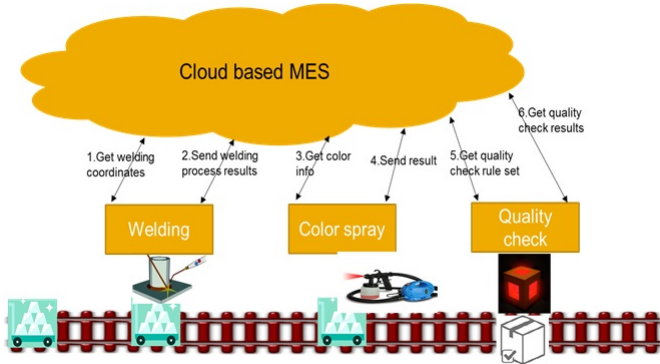 Cloud based MES
6.Get quality
check results
1.Get welding
coordinates
2.Send welding
process results
3.Get color
info
4.Send result
5.Get quality
check rule set
Welding
Color spray
Quality
check